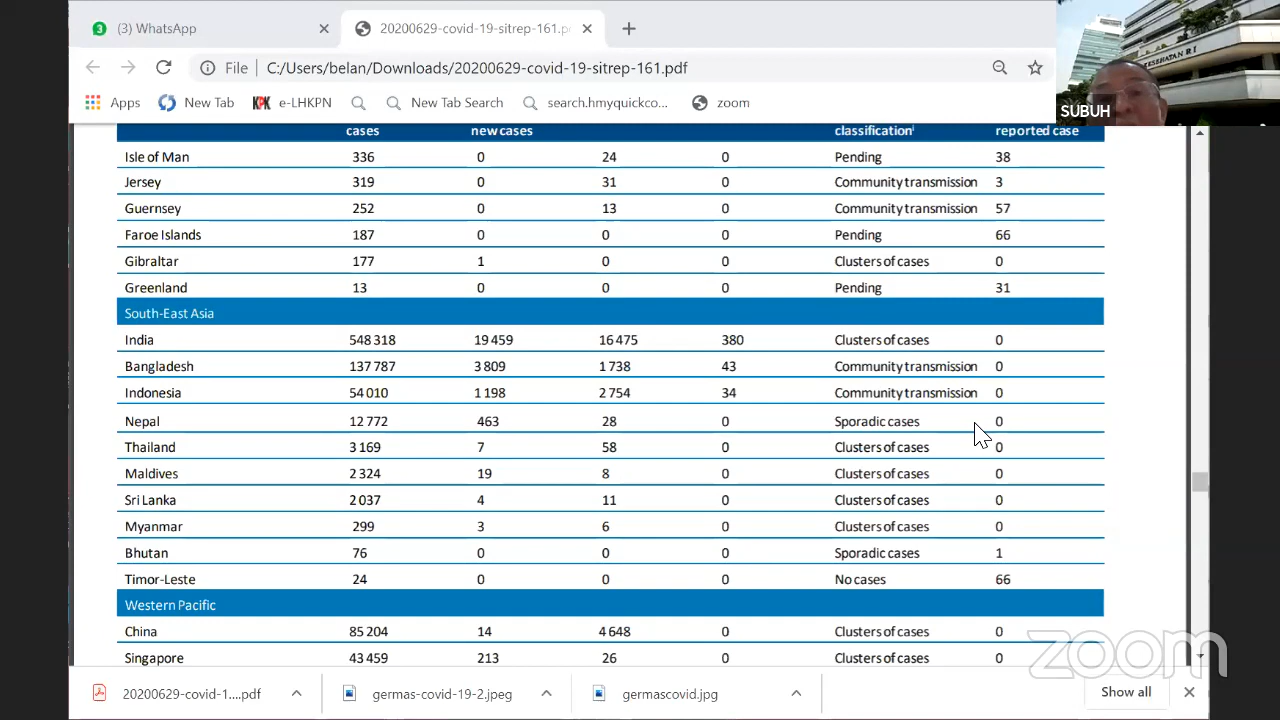 3 (3) WhatsApp × 20200629-covid-19-sitrep-161.p × +
File C:/Users/belan/Downloads/20200629-covid-19-sitrep-161.pdf
Apps New Tab KPK e-LHKPN New Tab Search search.hmyquickco... zoom
SUBUH
cases new cases classification¹ reported case
Isle of Man 336 0 24 0 Pending 38
Jersey 319 0 31 0 Community transmission 3
Guernsey 252 0 13 0 Community transmission 57
Faroe Islands 187 0 0 0 Pending 66
Gibraltar 177 1 0 0 Clusters of cases 0
Greenland 13 0 0 0 Pending 31
South-East Asia
India 548 318 19 459 16 475 380 Clusters of cases 0
Bangladesh 137 787 3 809 1 738 43 Community transmission 0
Indonesia 54 010 1 198 2 754 34 Community transmission 0
Nepal 12 772 463 28 0 Sporadic cases 0
Thailand 3 169 7 58 0 Clusters of cases 0
Maldives 2 324 19 8 0 Clusters of cases 0
Sri Lanka 2 037 4 11 0 Clusters of cases 0
Myanmar 299 3 6 0 Clusters of cases 0
Bhutan 76 0 0 0 Sporadic cases 1
Timor-Leste 24 0 0 0 No cases 66
Western Pacific
China 85 204 14 4 648 0 Clusters of cases 0
Singapore 43 459 213 26 0 Clusters of cases 0
zoom
20200629-covid-1....pdf germas-covid-19-2.jpeg germascovid.jpg Show all ×